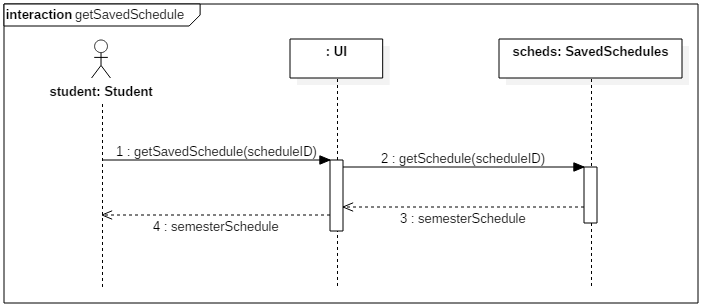 interaction getSavedSchedule
student: Student
: UI
scheds: SavedSchedules
1 : getSavedSchedule(scheduleID)
2 : getSchedule(scheduleID)
3 : semesterSchedule
4 : semesterSchedule